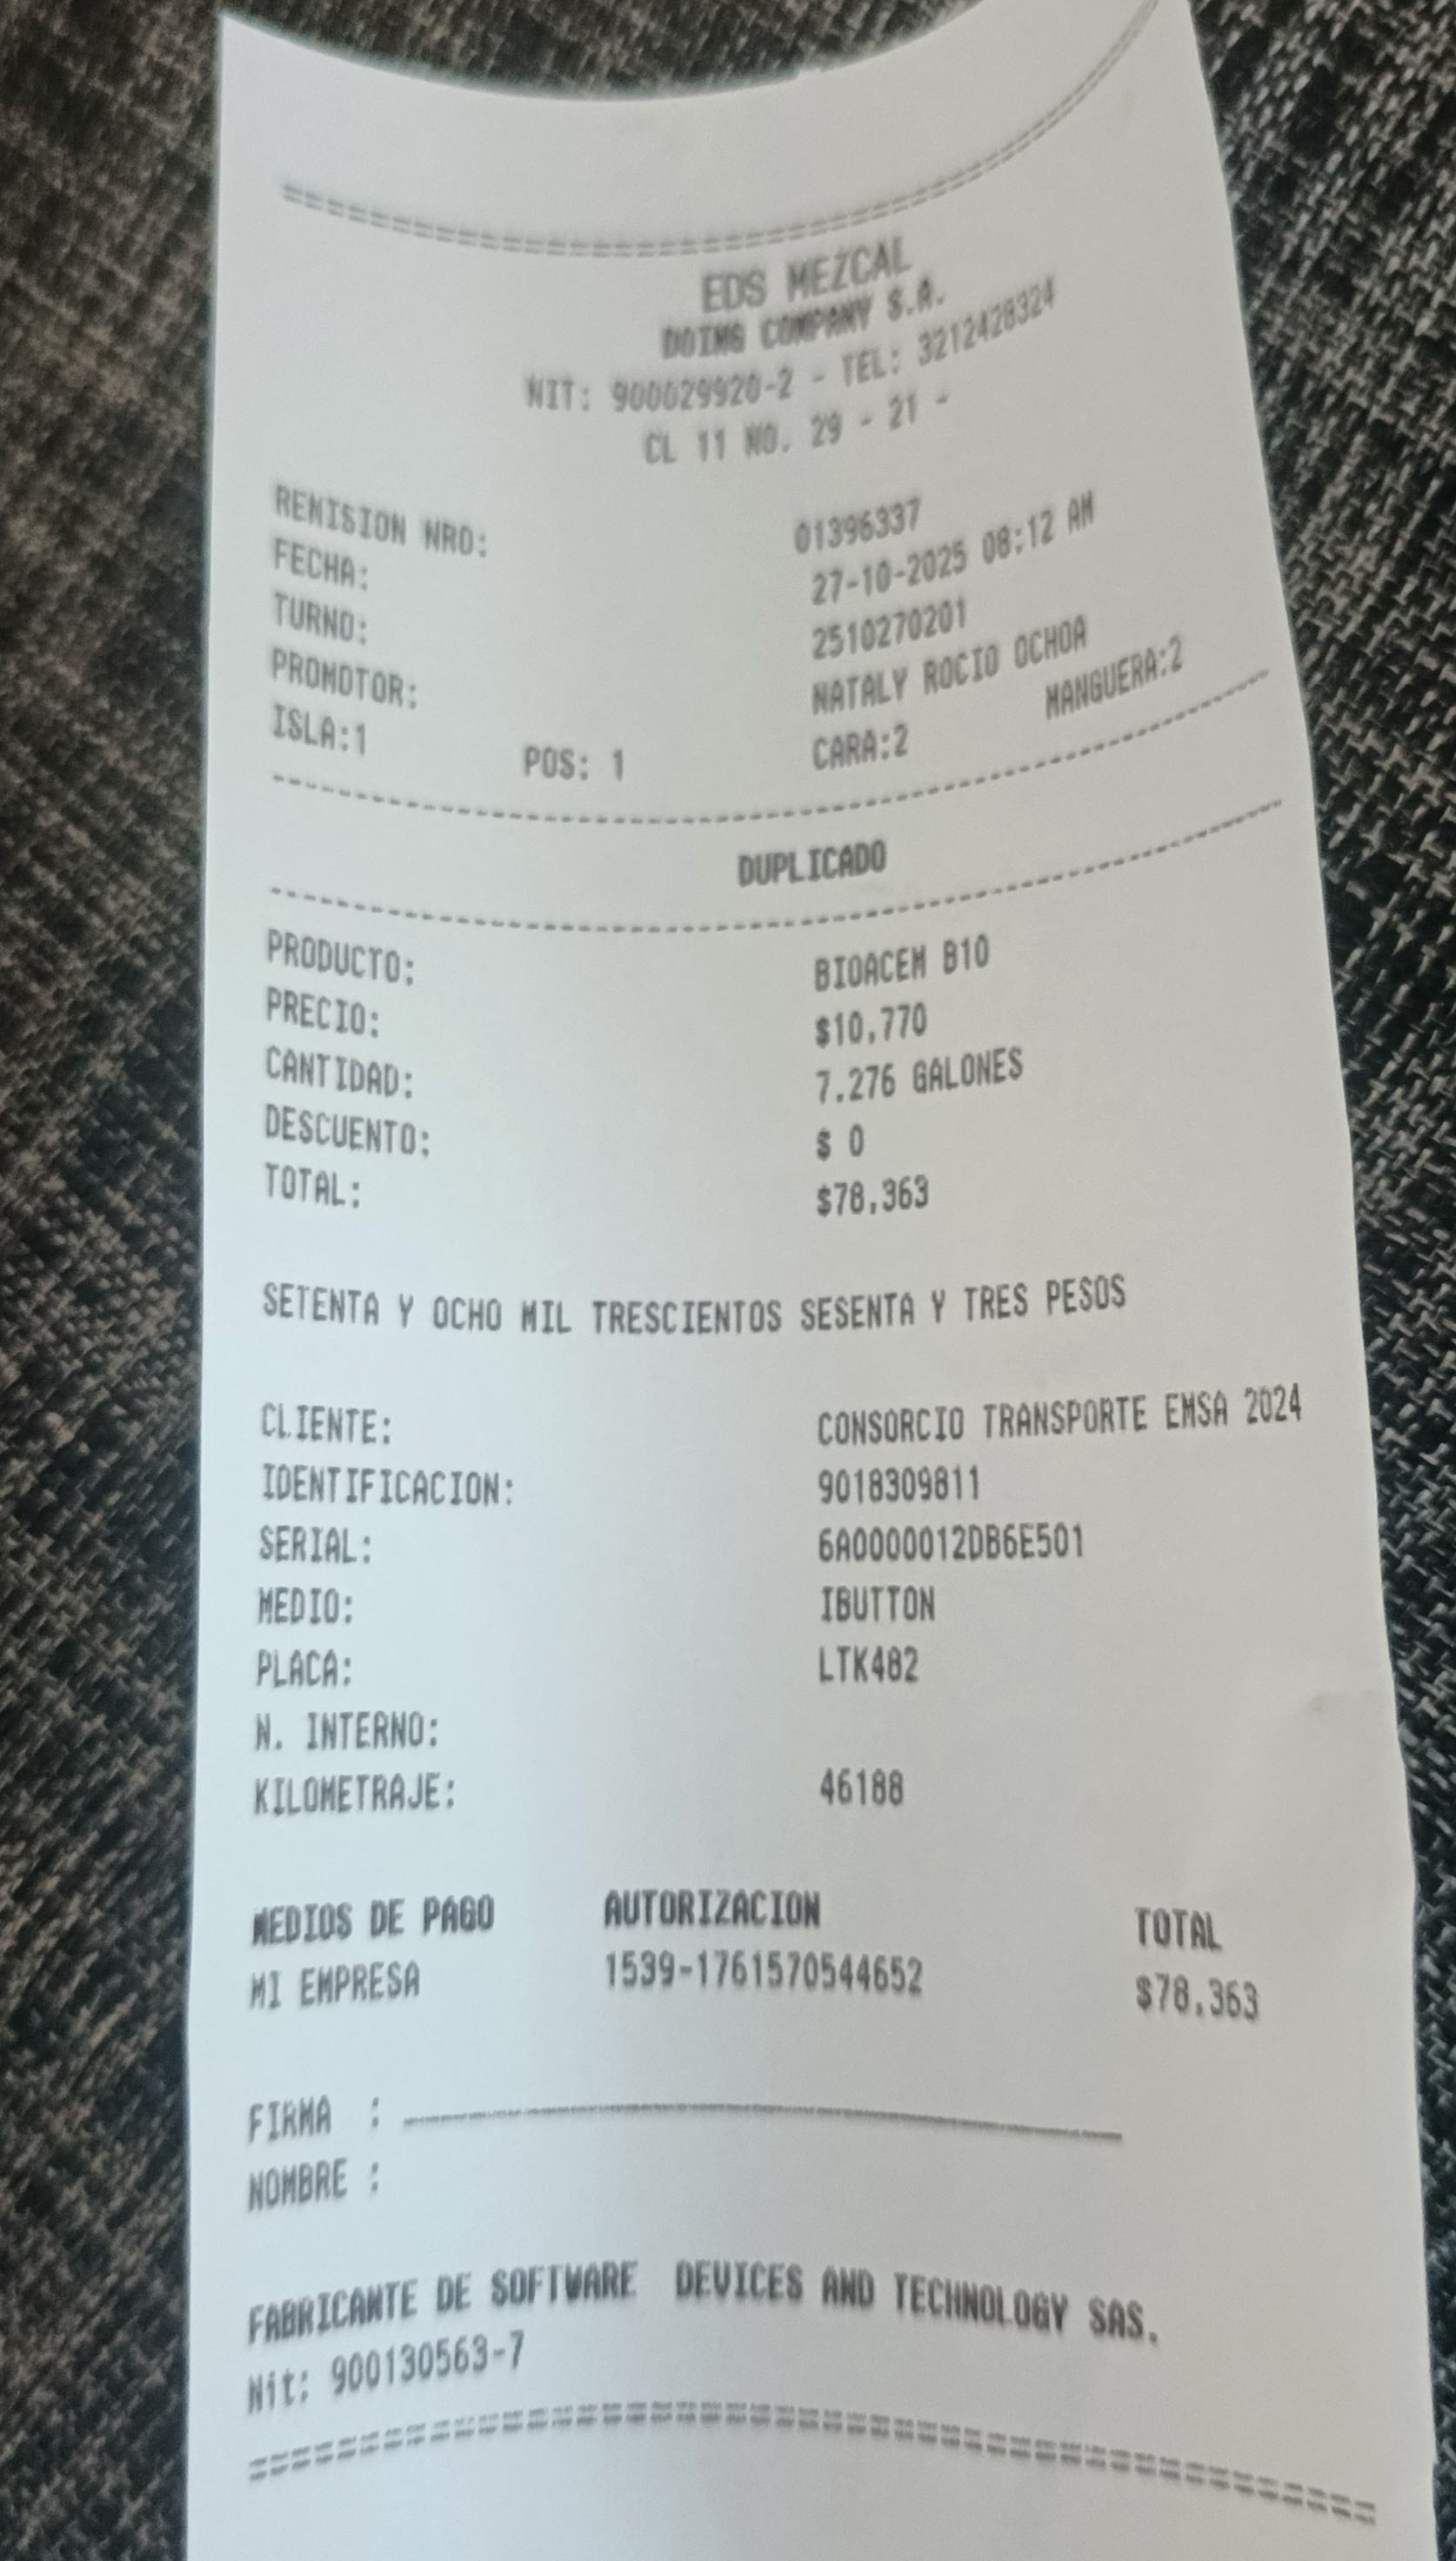 EDS MEZCAL
DOING COMPANY S.A.
NIT: 900029920-2 - TEL: 3212428324
CL 11 NO. 29 - 21 -
REMISION NRO: 01396337
FECHA: 27-10-2025 08:12 AM
TURNO: 2510270201
PROMOTOR: NATALY ROCIO OCHOA
ISLA:1 POS: 1 CARA:2 MANGUERA:2
DUPLICADO
PRODUCTO: BIOACEM B10
PRECIO: $10,770
CANTIDAD: 7.276 GALONES
DESCUENTO: $ 0
TOTAL: $78,363
SETENTA Y OCHO MIL TRESCIENTOS SESENTA Y TRES PESOS
CLIENTE: CONSORCIO TRANSPORTE EMSA 2024
IDENTIFICACION: 9018309811
SERIAL: 6A0000012DB6E501
MEDIO: IBUTTON
PLACA: LTK482
N. INTERNO:
KILOMETRAJE: 46188
MEDIOS DE PAGO AUTORIZACION TOTAL
MI EMPRESA 1539-1761570544652 $78,363
FIRMA :
NOMBRE :
FABRICANTE DE SOFTWARE DEVICES AND TECHNOLOGY SAS.
Nit: 900130563-7